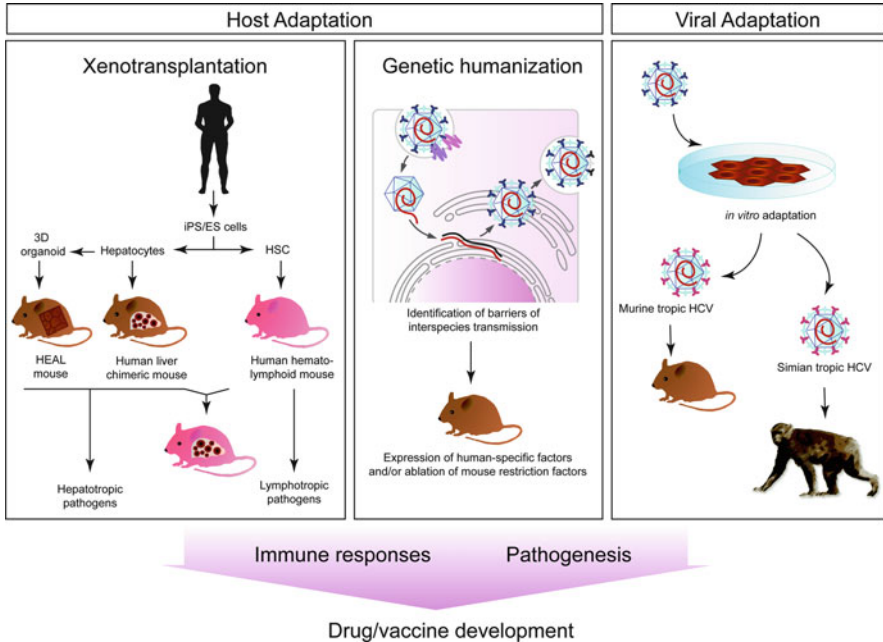 Host Adaptation
Viral Adaptation
Xenotransplantation
iPS/ES cells
3D
organoid
Hepatocytes
HSC
HEAL
mouse
Human liver
chimeric mouse
Human hemato-
lymphoid mouse
Hepatotropic
pathogens
Lymphotropic
pathogens
Genetic humanization
Identification of barriers of
interspecies transmission
Expression of human-specific factors
and/or ablation of mouse restriction factors
in vitro adaptation
Murine tropic HCV
Simian tropic HCV
Immune responses
Pathogenesis
Drug/vaccine development